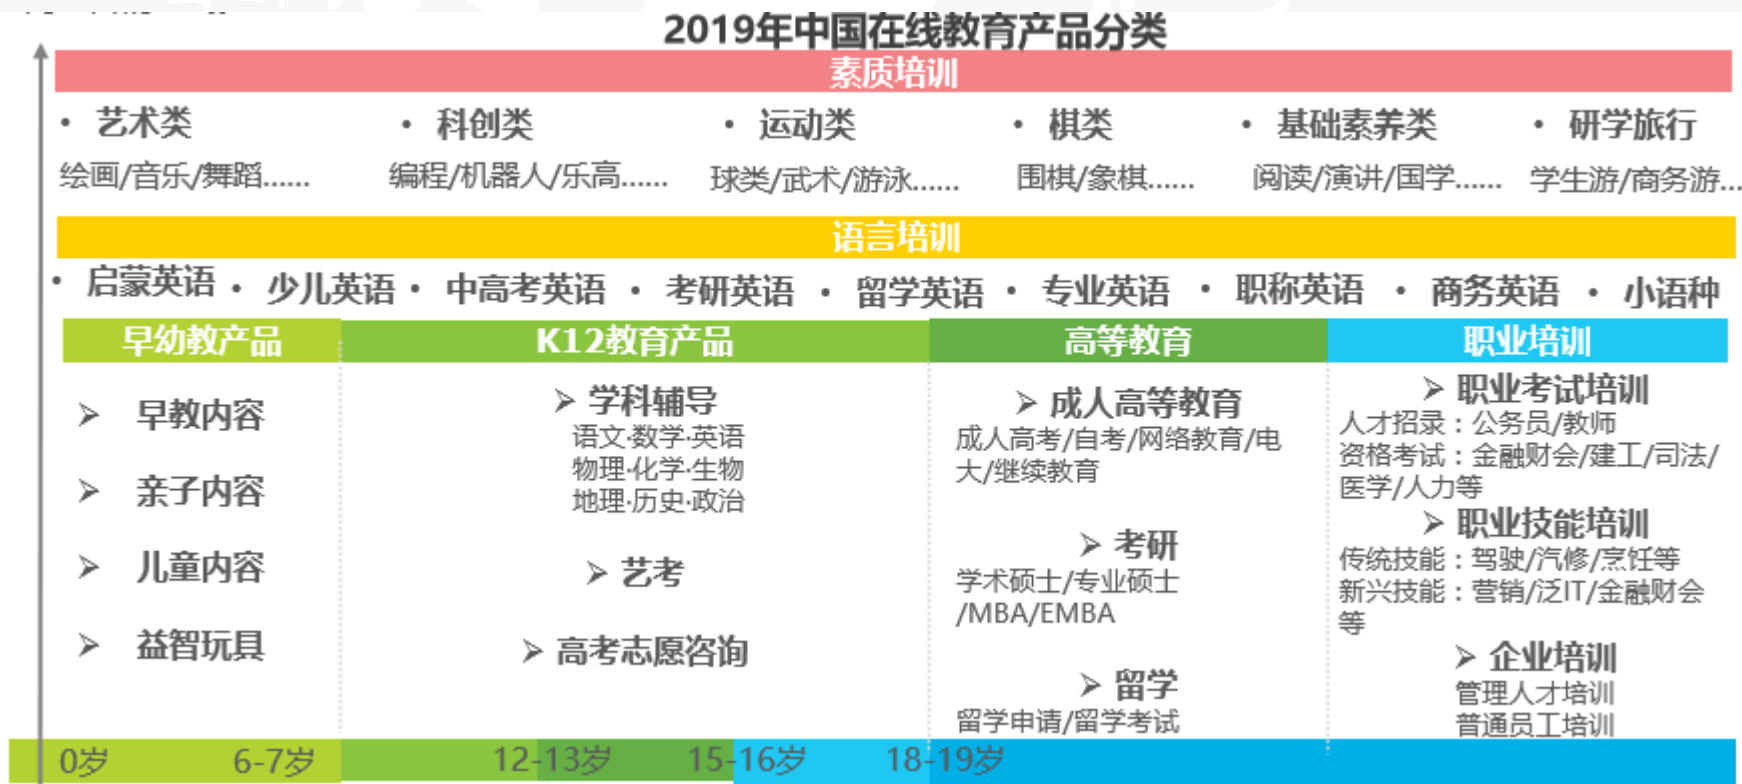 2019年中国在线教育产品分类
素质培训
• 艺术类 • 科创类 • 运动类 • 棋类 • 基础素养类 • 研学旅行
绘画/音乐/舞蹈…… 编程/机器人/乐高…… 球类/武术/游泳…… 围棋/象棋…… 阅读/演讲/国学…… 学生游/商务游…
语言培训
• 启蒙英语 • 少儿英语 • 中高考英语 • 考研英语 • 留学英语 • 专业英语 • 职称英语 • 商务英语 • 小语种
早幼教产品 K12教育产品 高等教育 职业培训
➢ 早教内容
➢ 亲子内容
➢ 儿童内容
➢ 益智玩具
➢ 学科辅导
语文·数学·英语
物理·化学·生物
地理·历史·政治
➢ 艺考
➢ 高考志愿咨询
➢ 成人高等教育
成人高考/自考/网络教育/电
大/继续教育
➢ 考研
学术硕士/专业硕士
/MBA/EMBA
➢ 留学
留学申请/留学考试
➢ 职业考试培训
人才招录：公务员/教师
资格考试：金融财会/建工/司法/
医学/人力等
➢ 职业技能培训
传统技能：驾驶/汽修/烹饪等
新兴技能：营销/泛IT/金融财会
等
➢ 企业培训
管理人才培训
普通员工培训
0岁 6-7岁 12-13岁 15-16岁 18-19岁